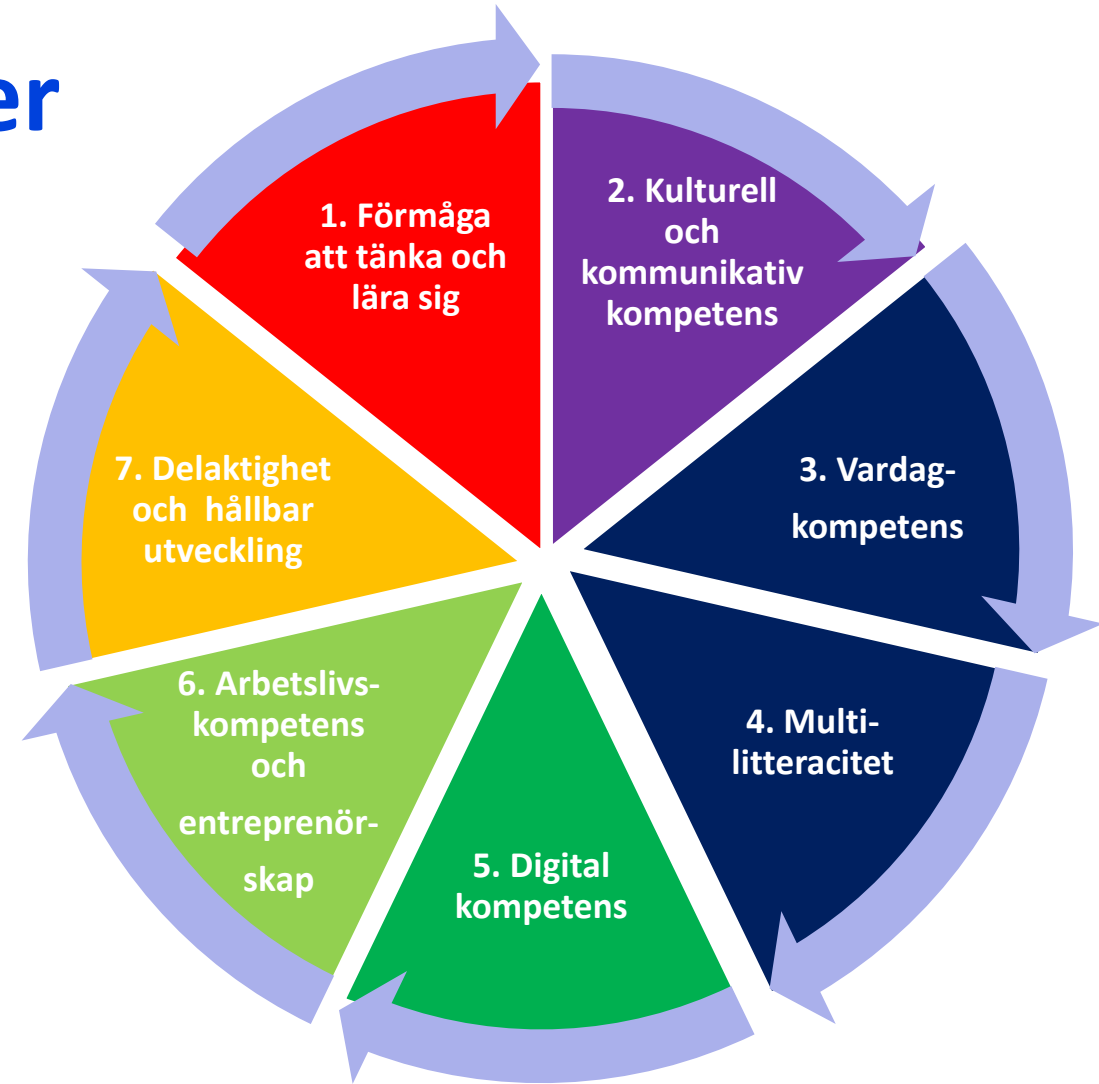 er
1. Förmåga
att tänka och
lära sig
2. Kulturell
och
kommunikativ
kompetens
3. Vardag-
kompetens
4. Multi-
litteracitet
5. Digital
kompetens
6. Arbetslivs-
kompetens
och
entreprenör-
skap
7. Delaktighet
och  hållbar
utveckling